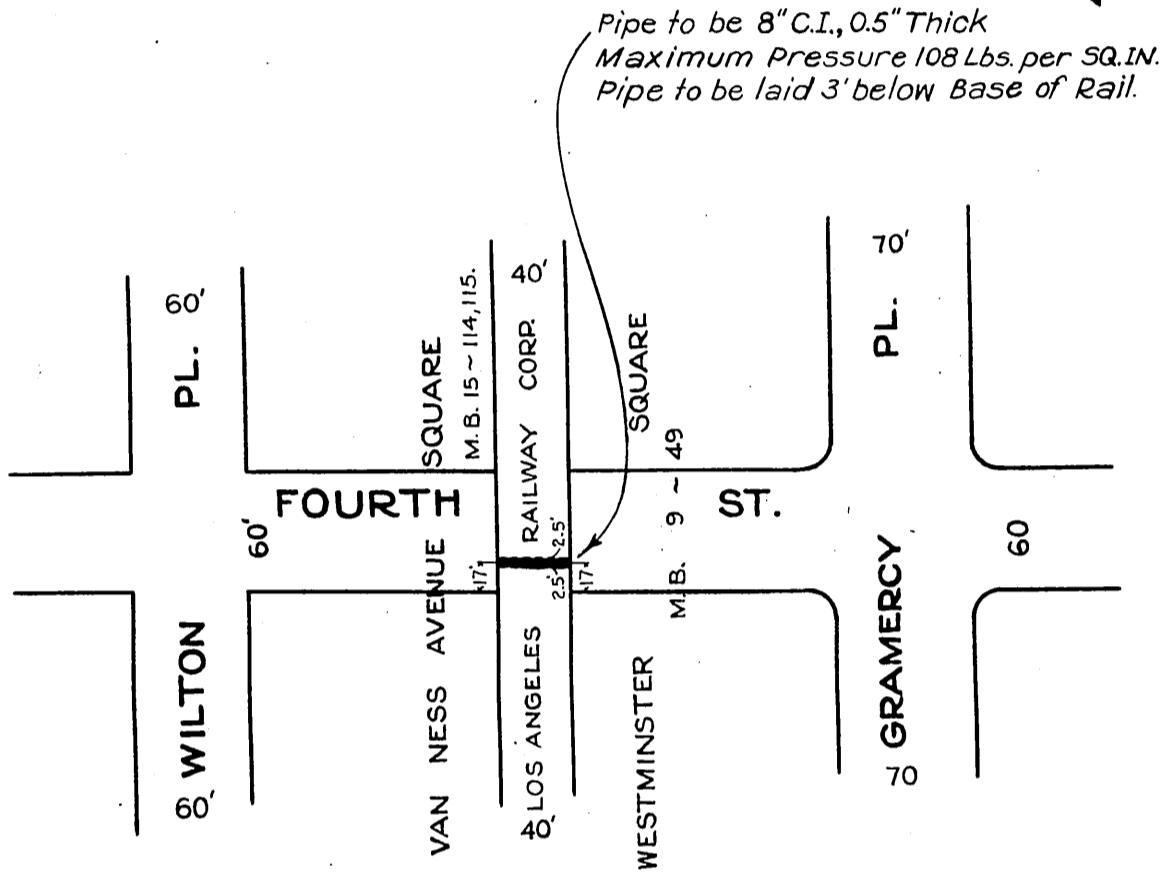 Pipe to be 8" C.I., 0.5" Thick
Maximum Pressure 108 Lbs. per SQ.IN.
Pipe to be laid 3' below Base of Rail.
60'
WILTON PL.
60'
VAN NESS AVENUE SQUARE
M.B. 15 ~ 114, 115.
40'
LOS ANGELES RAILWAY CORP.
40'
WESTMINSTER SQUARE
M.B. 9 ~ 49
70'
GRAMERCY PL.
70
60'
FOURTH ST.
60
17'
2.5'
2.5'
17'